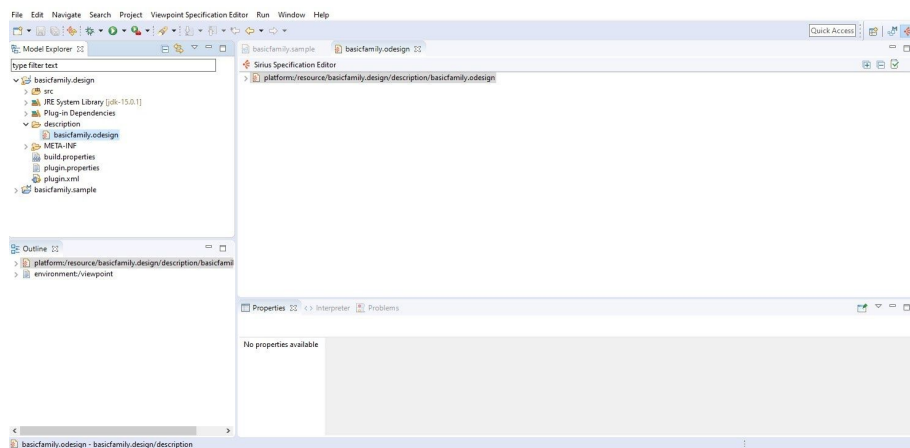 File Edit Navigate Search Project Viewpoint Specification Editor Run Window Help
Quick Access
Model Explorer
type filter text
basicfamily.design
src
JRE System Library [jdk-15.0.1]
Plug-in Dependencies
description
basicfamily.odesign
META-INF
build.properties
plugin.properties
plugin.xml
basicfamily.sample
basicfamily.sample basicfamily.odesign
Sirius Specification Editor
platform:/resource/basicfamily.design/description/basicfamily.odesign
Outline
platform:/resource/basicfamily.design/description/basicfamil
environment:/viewpoint
Properties Interpreter Problems
No properties available
basicfamily.odesign - basicfamily.design/description